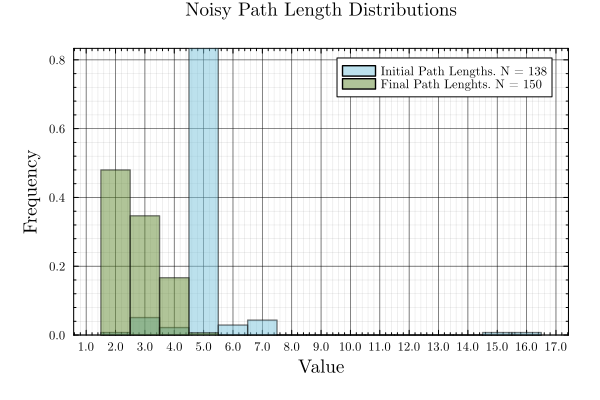 Noisy Path Length Distributions
Initial Path Lengths. N = 138
Final Path Lenghts. N = 150
Frequency
0.8
0.6
0.4
0.2
0.0
1.0 2.0 3.0 4.0 5.0 6.0 7.0 8.0 9.0 10.0 11.0 12.0 13.0 14.0 15.0 16.0 17.0
Value